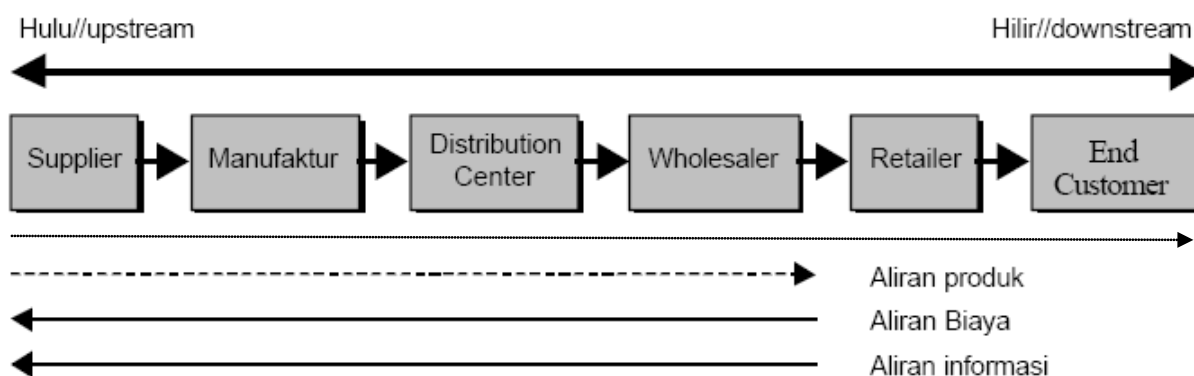 Hulu//upstream
Hilir//downstream
Supplier
Manufaktur
Distribution
Center
Wholesaler
Retailer
End
Customer
Aliran produk
Aliran Biaya
Aliran informasi